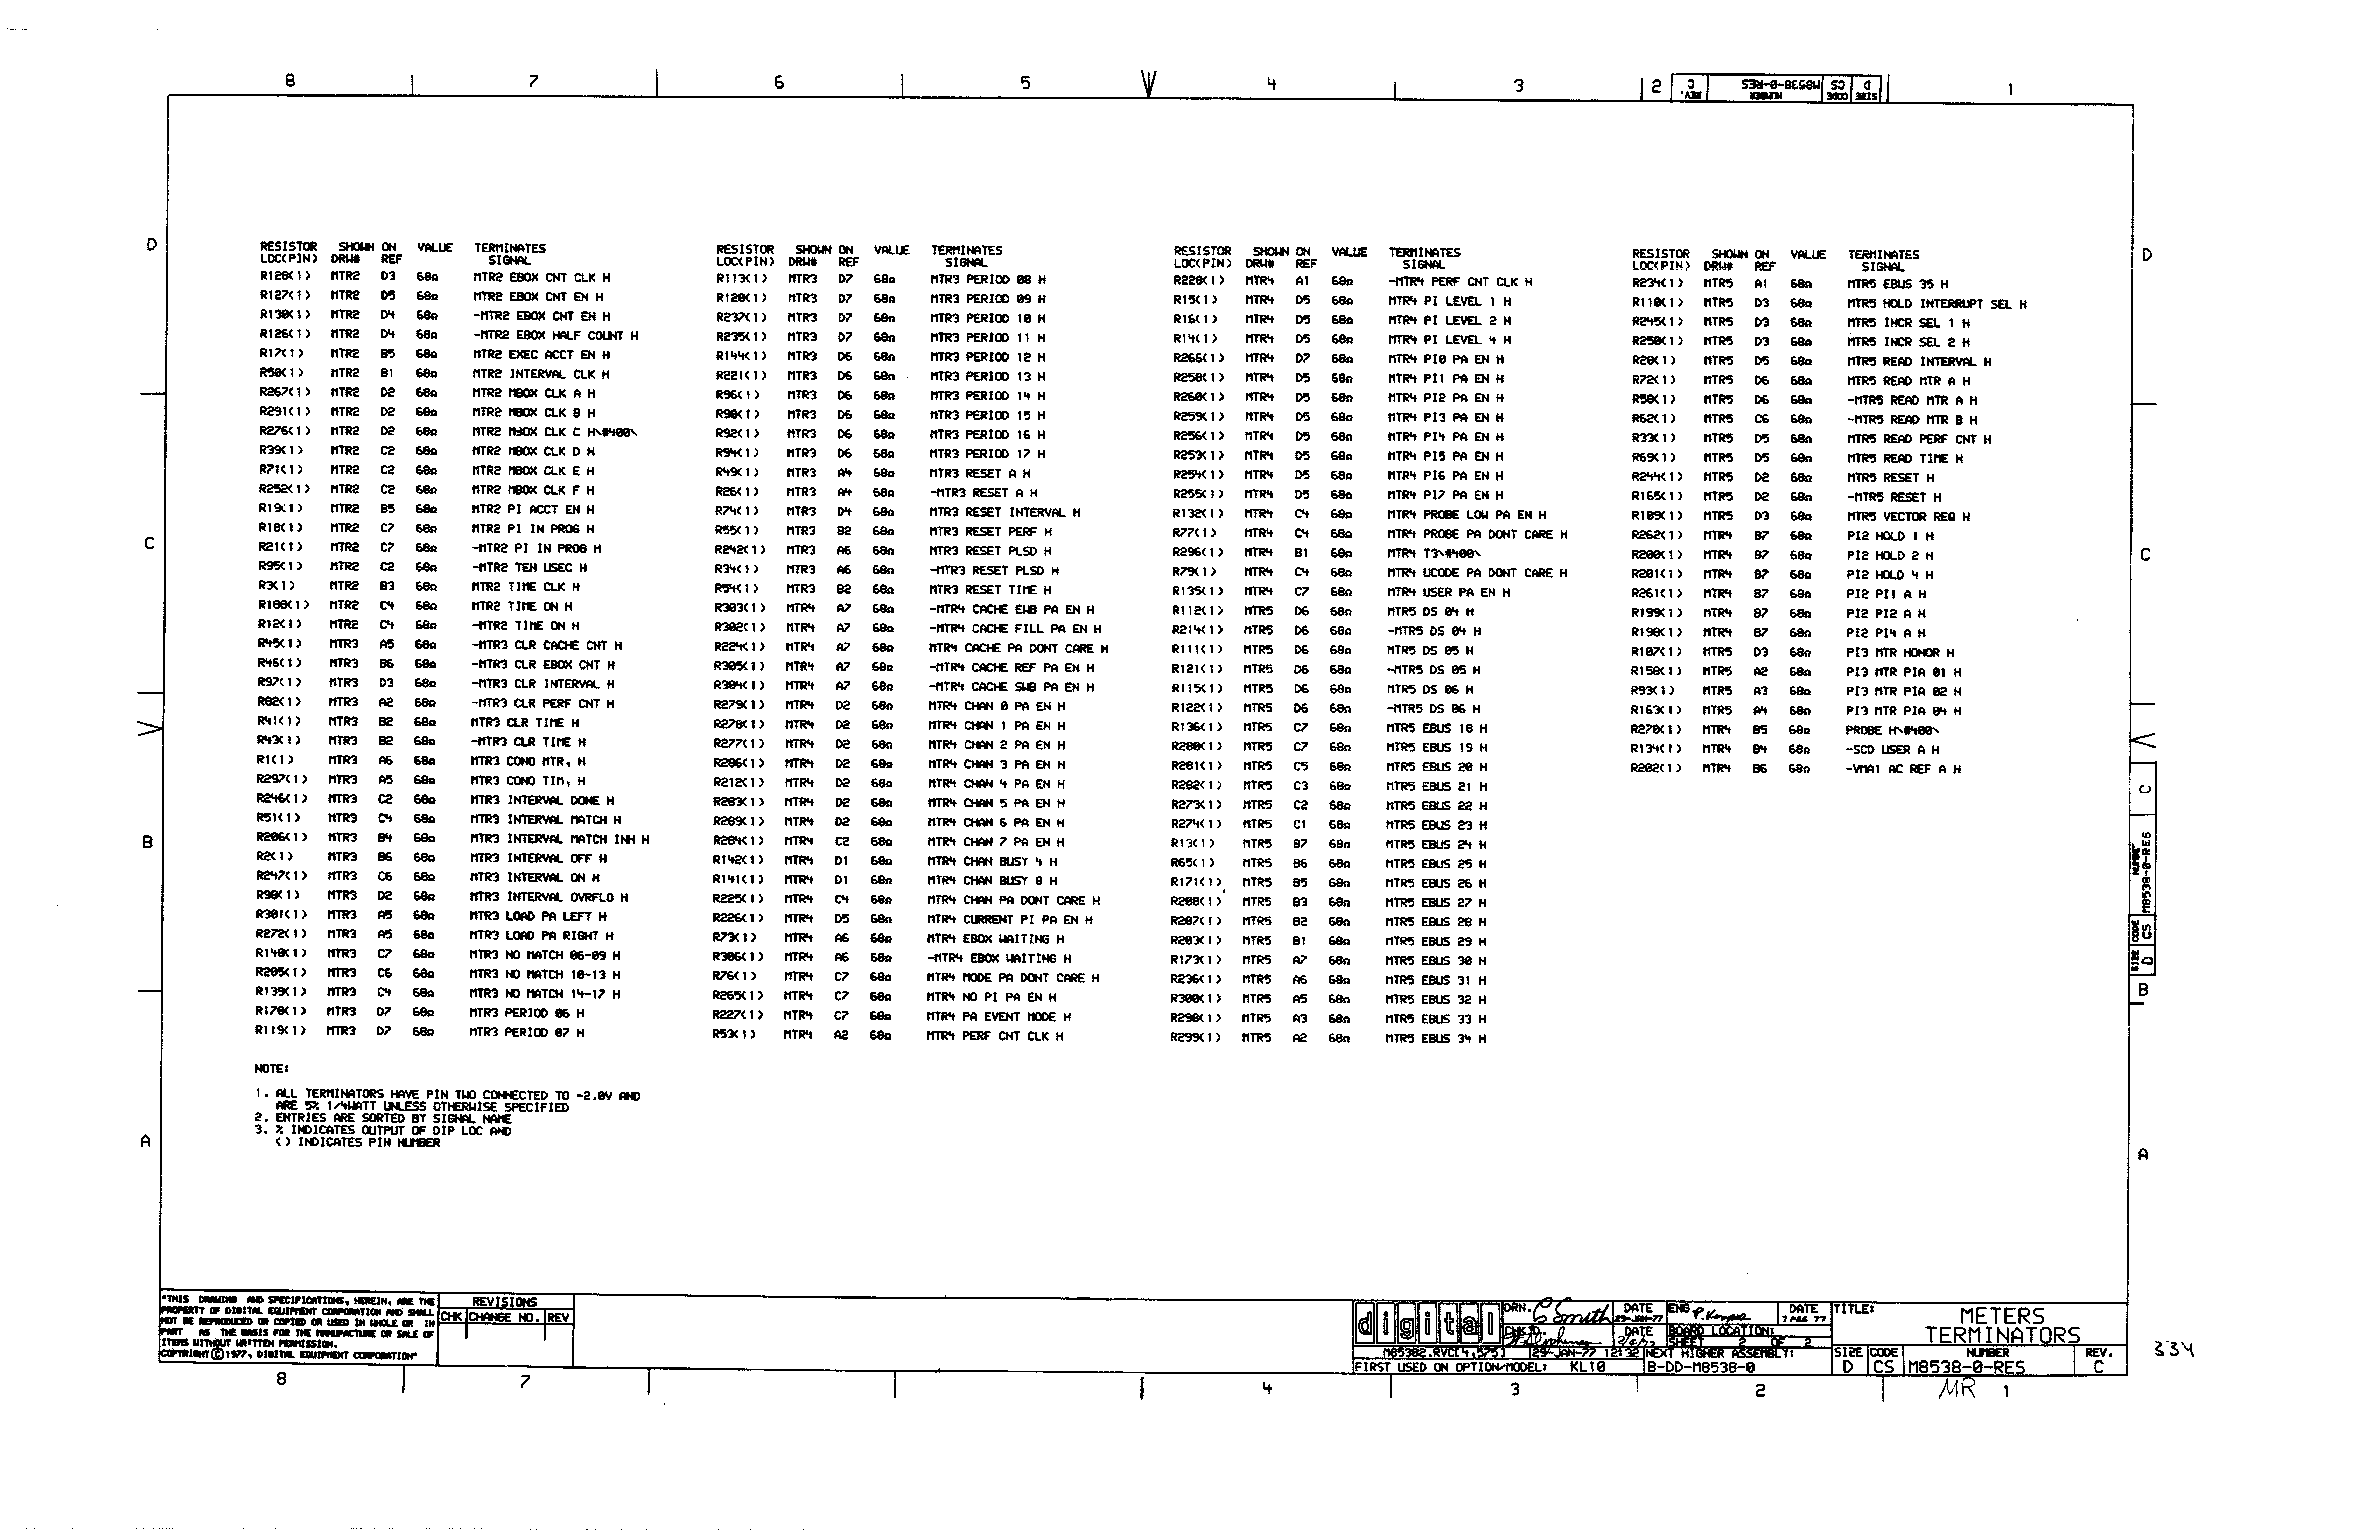 8 7 6 5 4 3 2 1
REV. C NUMBER M8538-0-RES CODE CS SIZE D
RESISTOR LOC(PIN) SHOWN ON DRW# REF VALUE TERMINATES SIGNAL
R128(1) MTR2 D3 68Ω MTR2 EBOX CNT CLK H
R127(1) MTR2 D5 68Ω MTR2 EBOX CNT EN H
R130(1) MTR2 D4 68Ω -MTR2 EBOX CNT EN H
R126(1) MTR2 D4 68Ω -MTR2 EBOX HALF COUNT H
R17(1) MTR2 B5 68Ω MTR2 EXEC ACCT EN H
R50(1) MTR2 B1 68Ω MTR2 INTERVAL CLK H
R267(1) MTR2 D2 68Ω MTR2 MBOX CLK A H
R291(1) MTR2 D2 68Ω MTR2 MBOX CLK B H
R276(1) MTR2 D2 68Ω MTR2 MBOX CLK C H\#400\
R39(1) MTR2 C2 68Ω MTR2 MBOX CLK D H
R71(1) MTR2 C2 68Ω MTR2 MBOX CLK E H
R252(1) MTR2 C2 68Ω MTR2 MBOX CLK F H
R19(1) MTR2 B5 68Ω MTR2 PI ACCT EN H
R18(1) MTR2 C7 68Ω MTR2 PI IN PROG H
R21(1) MTR2 C7 68Ω -MTR2 PI IN PROG H
R95(1) MTR2 C2 68Ω -MTR2 TEN USEC H
R3(1) MTR2 B3 68Ω MTR2 TIME CLK H
R188(1) MTR2 C4 68Ω MTR2 TIME ON H
R12(1) MTR2 C4 68Ω -MTR2 TIME ON H
R45(1) MTR3 A5 68Ω -MTR3 CLR CACHE CNT H
R46(1) MTR3 B6 68Ω -MTR3 CLR EBOX CNT H
R97(1) MTR3 D3 68Ω -MTR3 CLR INTERVAL H
R82(1) MTR3 A2 68Ω -MTR3 CLR PERF CNT H
R41(1) MTR3 B2 68Ω MTR3 CLR TIME H
R43(1) MTR3 B2 68Ω -MTR3 CLR TIME H
R1(1) MTR3 A6 68Ω MTR3 COND MTR, H
R297(1) MTR3 A5 68Ω MTR3 COND TIM, H
R246(1) MTR3 C2 68Ω MTR3 INTERVAL DONE H
R51(1) MTR3 C4 68Ω MTR3 INTERVAL MATCH H
R206(1) MTR3 B4 68Ω MTR3 INTERVAL MATCH INH H
R2(1) MTR3 B6 68Ω MTR3 INTERVAL OFF H
R247(1) MTR3 C6 68Ω MTR3 INTERVAL ON H
R98(1) MTR3 D2 68Ω MTR3 INTERVAL OVRFLO H
R301(1) MTR3 A5 68Ω MTR3 LOAD PA LEFT H
R272(1) MTR3 A5 68Ω MTR3 LOAD PA RIGHT H
R140(1) MTR3 C7 68Ω MTR3 NO MATCH 06-09 H
R205(1) MTR3 C6 68Ω MTR3 NO MATCH 10-13 H
R139(1) MTR3 C4 68Ω MTR3 NO MATCH 14-17 H
R170(1) MTR3 D7 68Ω MTR3 PERIOD 06 H
R119(1) MTR3 D7 68Ω MTR3 PERIOD 07 H
RESISTOR LOC(PIN) SHOWN ON DRW# REF VALUE TERMINATES SIGNAL
R113(1) MTR3 D7 68Ω MTR3 PERIOD 08 H
R120(1) MTR3 D7 68Ω MTR3 PERIOD 09 H
R237(1) MTR3 D7 68Ω MTR3 PERIOD 10 H
R235(1) MTR3 D7 68Ω MTR3 PERIOD 11 H
R144(1) MTR3 D6 68Ω MTR3 PERIOD 12 H
R221(1) MTR3 D6 68Ω MTR3 PERIOD 13 H
R96(1) MTR3 D6 68Ω MTR3 PERIOD 14 H
R90(1) MTR3 D6 68Ω MTR3 PERIOD 15 H
R92(1) MTR3 D6 68Ω MTR3 PERIOD 16 H
R94(1) MTR3 D6 68Ω MTR3 PERIOD 17 H
R49(1) MTR3 A4 68Ω MTR3 RESET A H
R26(1) MTR3 A4 68Ω -MTR3 RESET A H
R74(1) MTR3 D4 68Ω MTR3 RESET INTERVAL H
R55(1) MTR3 B2 68Ω MTR3 RESET PERF H
R242(1) MTR3 A6 68Ω MTR3 RESET PLSD H
R34(1) MTR3 A6 68Ω -MTR3 RESET PLSD H
R54(1) MTR3 B2 68Ω MTR3 RESET TIME H
R303(1) MTR4 A7 68Ω -MTR4 CACHE EWB PA EN H
R302(1) MTR4 A7 68Ω -MTR4 CACHE FILL PA EN H
R224(1) MTR4 A7 68Ω MTR4 CACHE PA DONT CARE H
R305(1) MTR4 A7 68Ω -MTR4 CACHE REF PA EN H
R304(1) MTR4 A7 68Ω -MTR4 CACHE SWB PA EN H
R279(1) MTR4 D2 68Ω MTR4 CHAN 0 PA EN H
R278(1) MTR4 D2 68Ω MTR4 CHAN 1 PA EN H
R277(1) MTR4 D2 68Ω MTR4 CHAN 2 PA EN H
R286(1) MTR4 D2 68Ω MTR4 CHAN 3 PA EN H
R212(1) MTR4 D2 68Ω MTR4 CHAN 4 PA EN H
R283(1) MTR4 D2 68Ω MTR4 CHAN 5 PA EN H
R289(1) MTR4 D2 68Ω MTR4 CHAN 6 PA EN H
R284(1) MTR4 C2 68Ω MTR4 CHAN 7 PA EN H
R142(1) MTR4 D1 68Ω MTR4 CHAN BUSY 4 H
R141(1) MTR4 D1 68Ω MTR4 CHAN BUSY 8 H
R225(1) MTR4 C4 68Ω MTR4 CHAN PA DONT CARE H
R226(1) MTR4 D5 68Ω MTR4 CURRENT PI PA EN H
R73(1) MTR4 A6 68Ω MTR4 EBOX WAITING H
R306(1) MTR4 A6 68Ω -MTR4 EBOX WAITING H
R76(1) MTR4 C7 68Ω MTR4 MODE PA DONT CARE H
R265(1) MTR4 C7 68Ω MTR4 NO PI PA EN H
R227(1) MTR4 C7 68Ω MTR4 PA EVENT MODE H
R53(1) MTR4 A2 68Ω MTR4 PERF CNT CLK H
RESISTOR LOC(PIN) SHOWN ON DRW# REF VALUE TERMINATES SIGNAL
R228(1) MTR4 A1 68Ω -MTR4 PERF CNT CLK H
R15(1) MTR4 D5 68Ω MTR4 PI LEVEL 1 H
R16(1) MTR4 D5 68Ω MTR4 PI LEVEL 2 H
R14(1) MTR4 D5 68Ω MTR4 PI LEVEL 4 H
R266(1) MTR4 D7 68Ω MTR4 PI0 PA EN H
R258(1) MTR4 D5 68Ω MTR4 PI1 PA EN H
R260(1) MTR4 D5 68Ω MTR4 PI2 PA EN H
R259(1) MTR4 D5 68Ω MTR4 PI3 PA EN H
R256(1) MTR4 D5 68Ω MTR4 PI4 PA EN H
R253(1) MTR4 D5 68Ω MTR4 PI5 PA EN H
R254(1) MTR4 D5 68Ω MTR4 PI6 PA EN H
R255(1) MTR4 D5 68Ω MTR4 PI7 PA EN H
R132(1) MTR4 C4 68Ω MTR4 PROBE LOW PA EN H
R77(1) MTR4 C4 68Ω MTR4 PROBE PA DONT CARE H
R296(1) MTR4 B1 68Ω MTR4 T3\#400\
R79(1) MTR4 C4 68Ω MTR4 UCODE PA DONT CARE H
R135(1) MTR4 C7 68Ω MTR4 USER PA EN H
R112(1) MTR5 D6 68Ω MTR5 DS 04 H
R214(1) MTR5 D6 68Ω -MTR5 DS 04 H
R111(1) MTR5 D6 68Ω MTR5 DS 05 H
R121(1) MTR5 D6 68Ω -MTR5 DS 05 H
R115(1) MTR5 D6 68Ω MTR5 DS 06 H
R122(1) MTR5 D6 68Ω -MTR5 DS 06 H
R136(1) MTR5 C7 68Ω MTR5 EBUS 18 H
R280(1) MTR5 C7 68Ω MTR5 EBUS 19 H
R281(1) MTR5 C5 68Ω MTR5 EBUS 20 H
R282(1) MTR5 C3 68Ω MTR5 EBUS 21 H
R273(1) MTR5 C2 68Ω MTR5 EBUS 22 H
R274(1) MTR5 C1 68Ω MTR5 EBUS 23 H
R13(1) MTR5 B7 68Ω MTR5 EBUS 24 H
R65(1) MTR5 B6 68Ω MTR5 EBUS 25 H
R171(1) MTR5 B5 68Ω MTR5 EBUS 26 H
R208(1) MTR5 B3 68Ω MTR5 EBUS 27 H
R207(1) MTR5 B2 68Ω MTR5 EBUS 28 H
R203(1) MTR5 B1 68Ω MTR5 EBUS 29 H
R173(1) MTR5 A7 68Ω MTR5 EBUS 30 H
R236(1) MTR5 A6 68Ω MTR5 EBUS 31 H
R300(1) MTR5 A5 68Ω MTR5 EBUS 32 H
R298(1) MTR5 A3 68Ω MTR5 EBUS 33 H
R299(1) MTR5 A2 68Ω MTR5 EBUS 34 H
RESISTOR LOC(PIN) SHOWN ON DRW# REF VALUE TERMINATES SIGNAL
R234(1) MTR5 A1 68Ω MTR5 EBUS 35 H
R110(1) MTR5 D3 68Ω MTR5 HOLD INTERRUPT SEL H
R245(1) MTR5 D3 68Ω MTR5 INCR SEL 1 H
R250(1) MTR5 D3 68Ω MTR5 INCR SEL 2 H
R28(1) MTR5 D5 68Ω MTR5 READ INTERVAL H
R72(1) MTR5 D6 68Ω MTR5 READ MTR A H
R58(1) MTR5 D6 68Ω -MTR5 READ MTR A H
R62(1) MTR5 C6 68Ω -MTR5 READ MTR B H
R33(1) MTR5 D5 68Ω MTR5 READ PERF CNT H
R69(1) MTR5 D5 68Ω MTR5 READ TIME H
R244(1) MTR5 D2 68Ω MTR5 RESET H
R165(1) MTR5 D2 68Ω -MTR5 RESET H
R109(1) MTR5 D3 68Ω MTR5 VECTOR REQ H
R262(1) MTR4 B7 68Ω PI2 HOLD 1 H
R200(1) MTR4 B7 68Ω PI2 HOLD 2 H
R201(1) MTR4 B7 68Ω PI2 HOLD 4 H
R261(1) MTR4 B7 68Ω PI2 PI1 A H
R199(1) MTR4 B7 68Ω PI2 PI2 A H
R198(1) MTR4 B7 68Ω PI2 PI4 A H
R107(1) MTR5 D3 68Ω PI3 MTR HONOR H
R158(1) MTR5 A2 68Ω PI3 MTR PIA 01 H
R93(1) MTR5 A3 68Ω PI3 MTR PIA 02 H
R163(1) MTR5 A4 68Ω PI3 MTR PIA 04 H
R270(1) MTR4 B5 68Ω PROBE H\#400\
R134(1) MTR4 B4 68Ω -SCD USER A H
R202(1) MTR4 B6 68Ω -VMA1 AC REF A H
D
C
B
A
D
C
B
A
SIZE D CODE CS NUMBER M8538-0-RES C
NOTE:
1. ALL TERMINATORS HAVE PIN TWO CONNECTED TO -2.0V AND
ARE 5% 1/4WATT UNLESS OTHERWISE SPECIFIED
2. ENTRIES ARE SORTED BY SIGNAL NAME
3. % INDICATES OUTPUT OF DIP LOC AND
() INDICATES PIN NUMBER
"THIS DRAWING AND SPECIFICATIONS, HEREIN, ARE THE
PROPERTY OF DIGITAL EQUIPMENT CORPORATION AND SHALL
NOT BE REPRODUCED OR COPIED OR USED IN WHOLE OR IN
PART AS THE BASIS FOR THE MANUFACTURE OR SALE OF
ITEMS WITHOUT WRITTEN PERMISSION.
COPYRIGHT © 1977, DIGITAL EQUIPMENT CORPORATION"
REVISIONS
CHK CHANGE NO. REV
digital
DRN. C Smith DATE 29-JAN-77 ENG DATE 7 FEB 77
CHK'D. DATE BOARD LOCATION:
SHEET 2 OF 2
M85382.RVC[4,575] 29-JAN-77 12:32 NEXT HIGHER ASSEMBLY:
FIRST USED ON OPTION/MODEL: KL10 B-DD-M8538-0
TITLE: METERS
TERMINATORS
SIZE D CODE CS NUMBER M8538-0-RES REV. C
334
8 7 4 3 2 MR 1